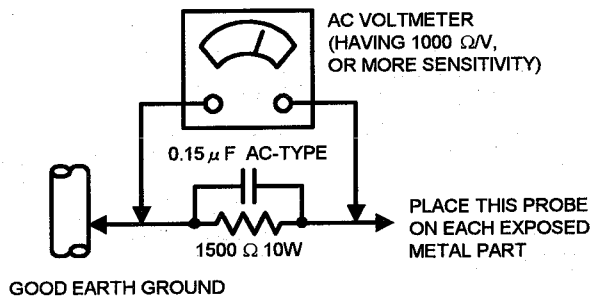 AC VOLTMETER
(HAVING 1000 Ω/V,
OR MORE SENSITIVITY)
0.15 μ F AC-TYPE
1500 Ω 10W
PLACE THIS PROBE
ON EACH EXPOSED
METAL PART
GOOD EARTH GROUND